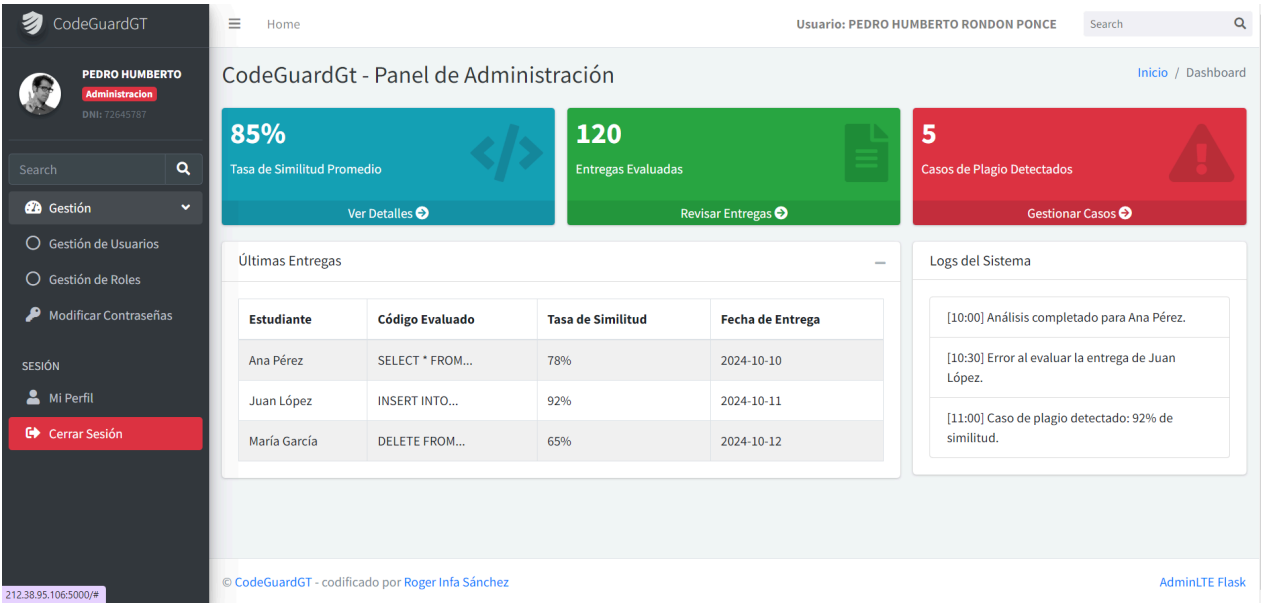 CodeGuardGT
Home
Usuario: PEDRO HUMBERTO RONDON PONCE
Search
PEDRO HUMBERTO
Administracion
DNI: 72645787
Search
Gestión
Gestión de Usuarios
Gestión de Roles
Modificar Contraseñas
SESIÓN
Mi Perfil
Cerrar Sesión
CodeGuardGt - Panel de Administración
Inicio / Dashboard
85%
Tasa de Similitud Promedio
Ver Detalles
120
Entregas Evaluadas
Revisar Entregas
5
Casos de Plagio Detectados
Gestionar Casos
Últimas Entregas
Estudiante Código Evaluado Tasa de Similitud Fecha de Entrega
Ana Pérez SELECT * FROM... 78% 2024-10-10
Juan López INSERT INTO... 92% 2024-10-11
María García DELETE FROM... 65% 2024-10-12
Logs del Sistema
[10:00] Análisis completado para Ana Pérez.
[10:30] Error al evaluar la entrega de Juan
López.
[11:00] Caso de plagio detectado: 92% de
similitud.
© CodeGuardGT - codificado por Roger Infa Sánchez
AdminLTE Flask
212.38.95.106:5000/#